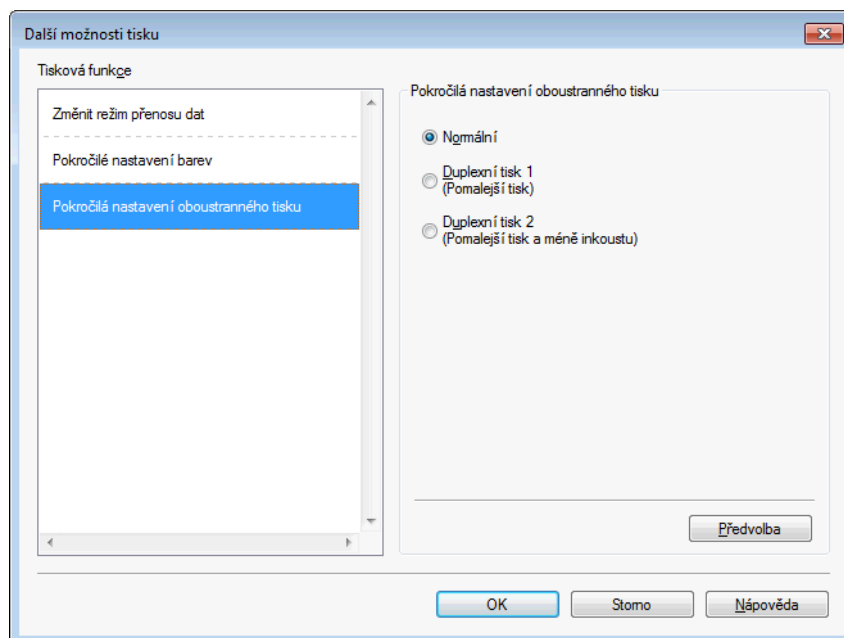 Další možnosti tisku
Tisková funkce
Změnit režim přenosu dat
Pokročilé nastavení barev
Pokročilá nastavení oboustranného tisku
Pokročilá nastavení oboustranného tisku
Normální
Duplexní tisk 1
(Pomalejší tisk)
Duplexní tisk 2
(Pomalejší tisk a méně inkoustu)
Předvolba
OK
Storno
Nápověda